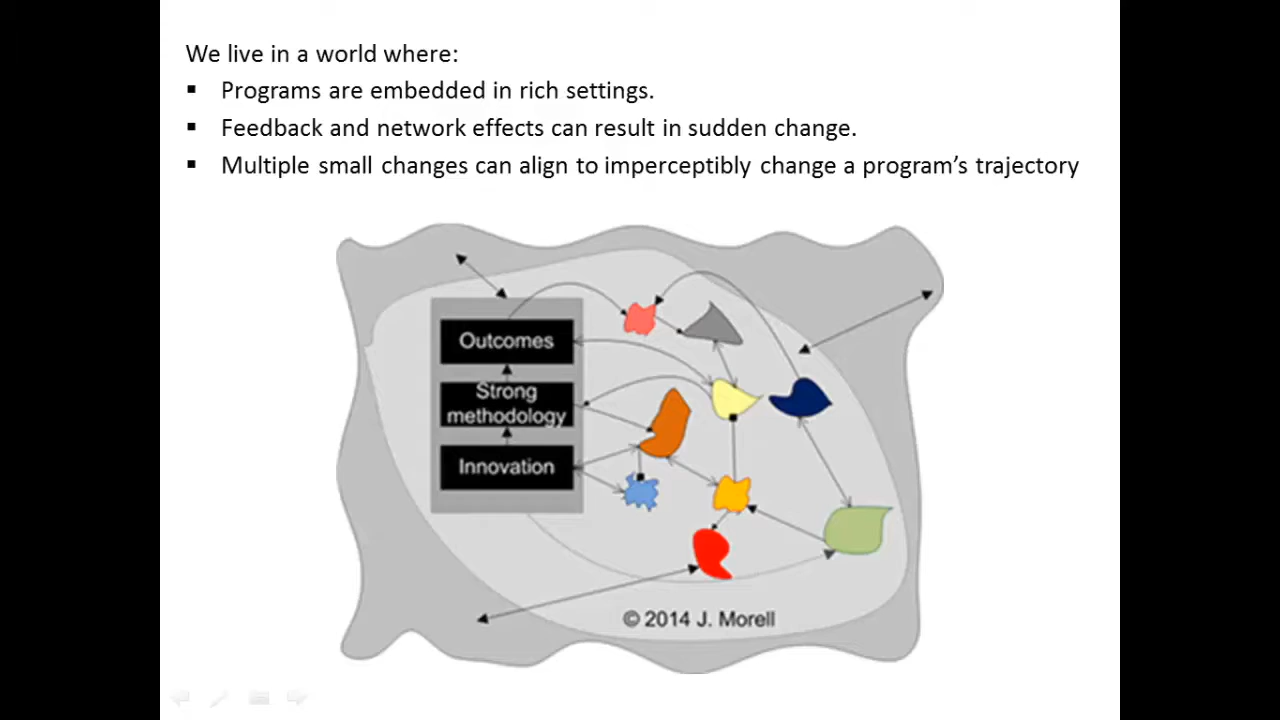 We live in a world where:
▪ Programs are embedded in rich settings.
▪ Feedback and network effects can result in sudden change.
▪ Multiple small changes can align to imperceptibly change a program’s trajectory
Outcomes
Strong
methodology
Innovation
© 2014 J. Morell